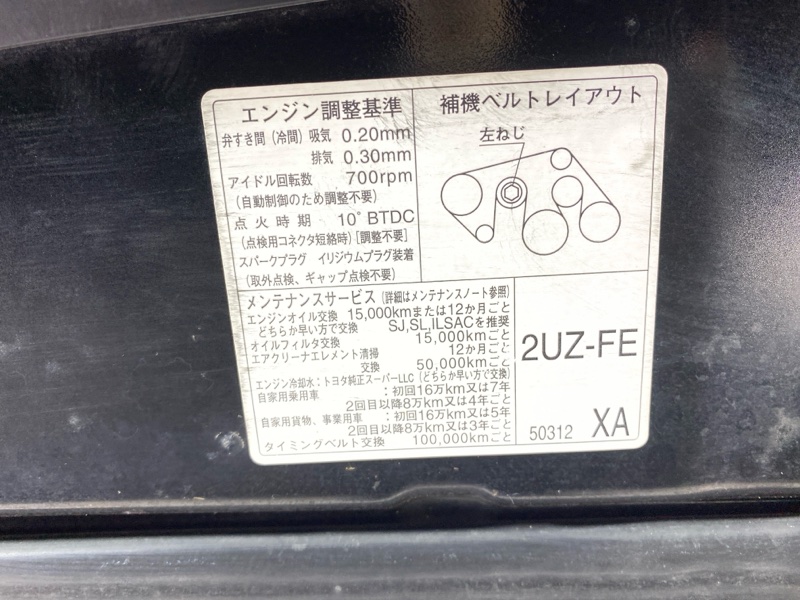 エンジン調整基準
弁すき間 (冷間) 吸気 0.20mm
排気 0.30mm
アイドル回転数 700rpm
(自動制御のため調整不要)
点火時期 10°BTDC
(点検用コネクタ短絡時) [調整不要]
スパークプラグ イリジウムプラグ装着
(取外点検、ギャップ点検不要)
補機ベルトレイアウト
左ねじ
メンテナンスサービス (詳細はメンテナンスノート参照)
エンジンオイル交換 15,000kmまたは12か月ごと
どちらか早い方で交換 SJ,SL,ILSACを推奨
オイルフィルタ交換 15,000kmごと
エアクリーナエレメント清掃 12か月ごと
交換 50,000kmごと
エンジン冷却水:トヨタ純正スーパーLLC (どちらか早い方で交換)
自家用乗用車 :初回16万km又は7年
2回目以降8万km又は4年ごと
自家用貨物、事業用車 :初回16万km又は5年
2回目以降8万km又は3年ごと
タイミングベルト交換 100,000kmごと
2UZ-FE
50312 XA